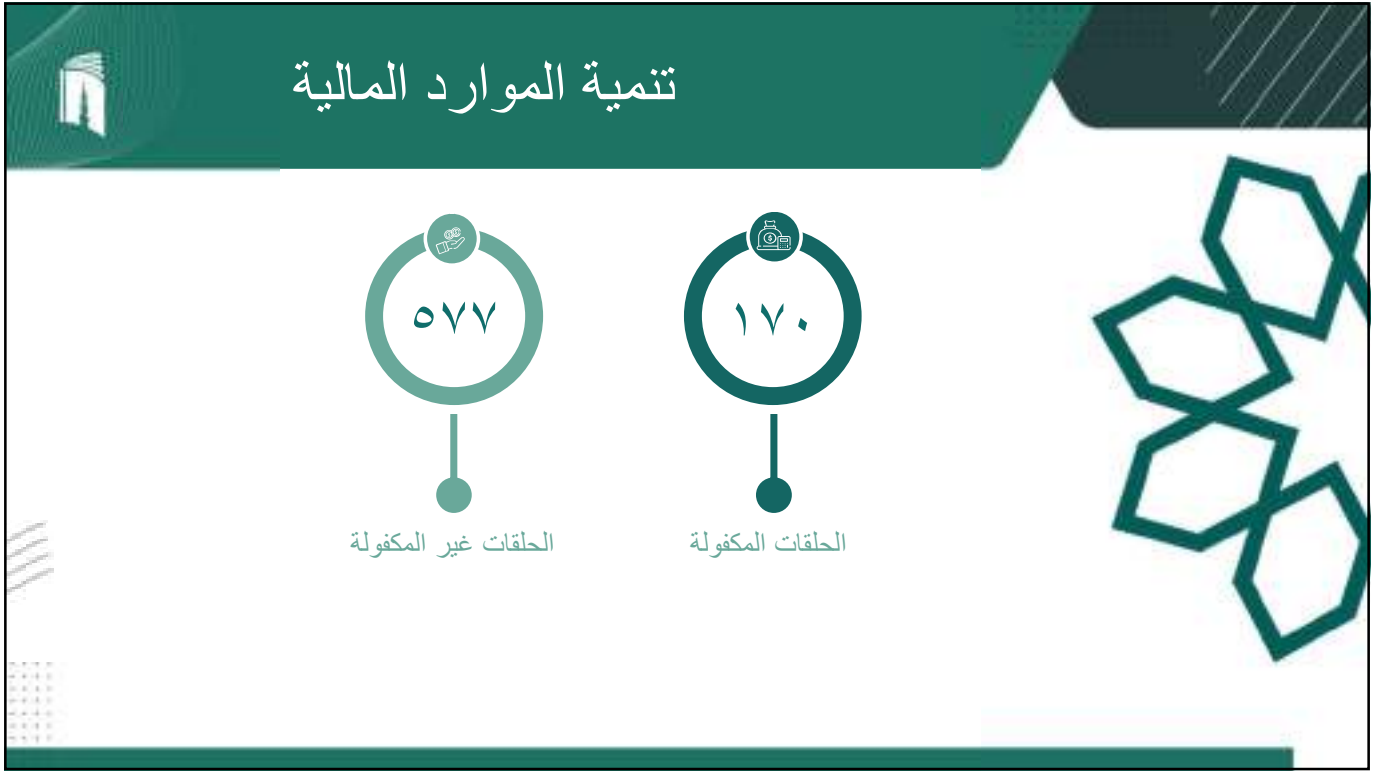 تنمية الموارد المالية
١٧٠
٥٧٧
الحلقات المكفولة
الحلقات غير المكفولة